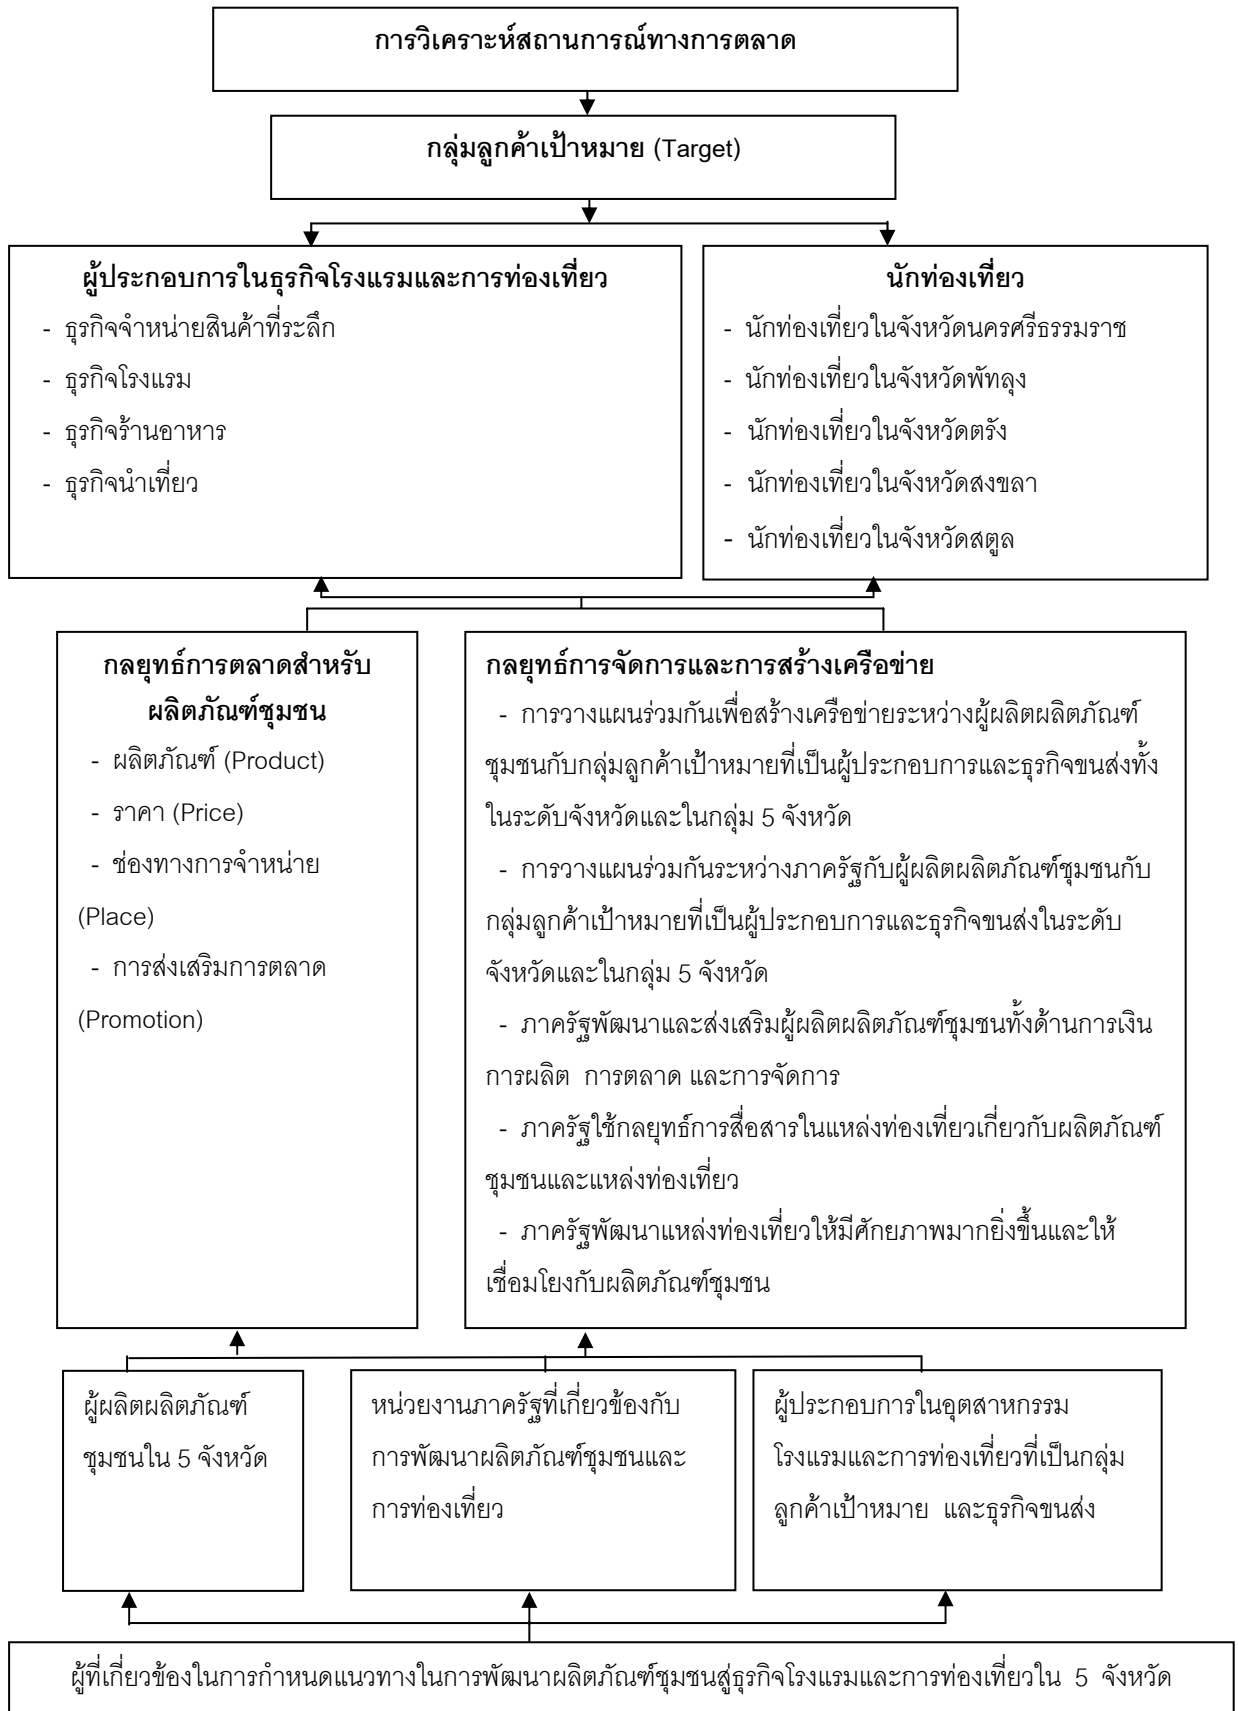 การวิเคราะห์สถานการณ์ทางการตลาด
กลุ่มลูกค้าเป้าหมาย (Target)
ผู้ประกอบการในธุรกิจโรงแรมและการท่องเที่ยว
- ธุรกิจจำหน่ายสินค้าที่ระลึก
- ธุรกิจโรงแรม
- ธุรกิจร้านอาหาร
- ธุรกิจนำเที่ยว
นักท่องเที่ยว
- นักท่องเที่ยวในจังหวัดนครศรีธรรมราช
- นักท่องเที่ยวในจังหวัดพัทลุง
- นักท่องเที่ยวในจังหวัดตรัง
- นักท่องเที่ยวในจังหวัดสงขลา
- นักท่องเที่ยวในจังหวัดสตูล
กลยุทธ์การตลาดสำหรับ
ผลิตภัณฑ์ชุมชน
- ผลิตภัณฑ์ (Product)
- ราคา (Price)
- ช่องทางการจำหน่าย
(Place)
- การส่งเสริมการตลาด
(Promotion)
กลยุทธ์การจัดการและการสร้างเครือข่าย
- การวางแผนร่วมกันเพื่อสร้างเครือข่ายระหว่างผู้ผลิตผลิตภัณฑ์
ชุมชนกับกลุ่มลูกค้าเป้าหมายที่เป็นผู้ประกอบการและธุรกิจขนส่งทั้ง
ในระดับจังหวัดและในกลุ่ม 5 จังหวัด
- การวางแผนร่วมกันระหว่างภาครัฐกับผู้ผลิตผลิตภัณฑ์ชุมชนกับ
กลุ่มลูกค้าเป้าหมายที่เป็นผู้ประกอบการและธุรกิจขนส่งในระดับ
จังหวัดและในกลุ่ม 5 จังหวัด
- ภาครัฐพัฒนาและส่งเสริมผู้ผลิตผลิตภัณฑ์ชุมชนทั้งด้านการเงิน
การผลิต การตลาด และการจัดการ
- ภาครัฐใช้กลยุทธ์การสื่อสารในแหล่งท่องเที่ยวเกี่ยวกับผลิตภัณฑ์
ชุมชนและแหล่งท่องเที่ยว
- ภาครัฐพัฒนาแหล่งท่องเที่ยวให้มีศักยภาพมากยิ่งขึ้นและให้
เชื่อมโยงกับผลิตภัณฑ์ชุมชน
ผู้ผลิตผลิตภัณฑ์
ชุมชนใน 5 จังหวัด
หน่วยงานภาครัฐที่เกี่ยวข้องกับ
การพัฒนาผลิตภัณฑ์ชุมชนและ
การท่องเที่ยว
ผู้ประกอบการในอุตสาหกรรม
โรงแรมและการท่องเที่ยวที่เป็นกลุ่ม
ลูกค้าเป้าหมาย และธุรกิจขนส่ง
ผู้ที่เกี่ยวข้องในการกำหนดแนวทางในการพัฒนาผลิตภัณฑ์ชุมชนสู่ธุรกิจโรงแรมและการท่องเที่ยวใน 5 จังหวัด